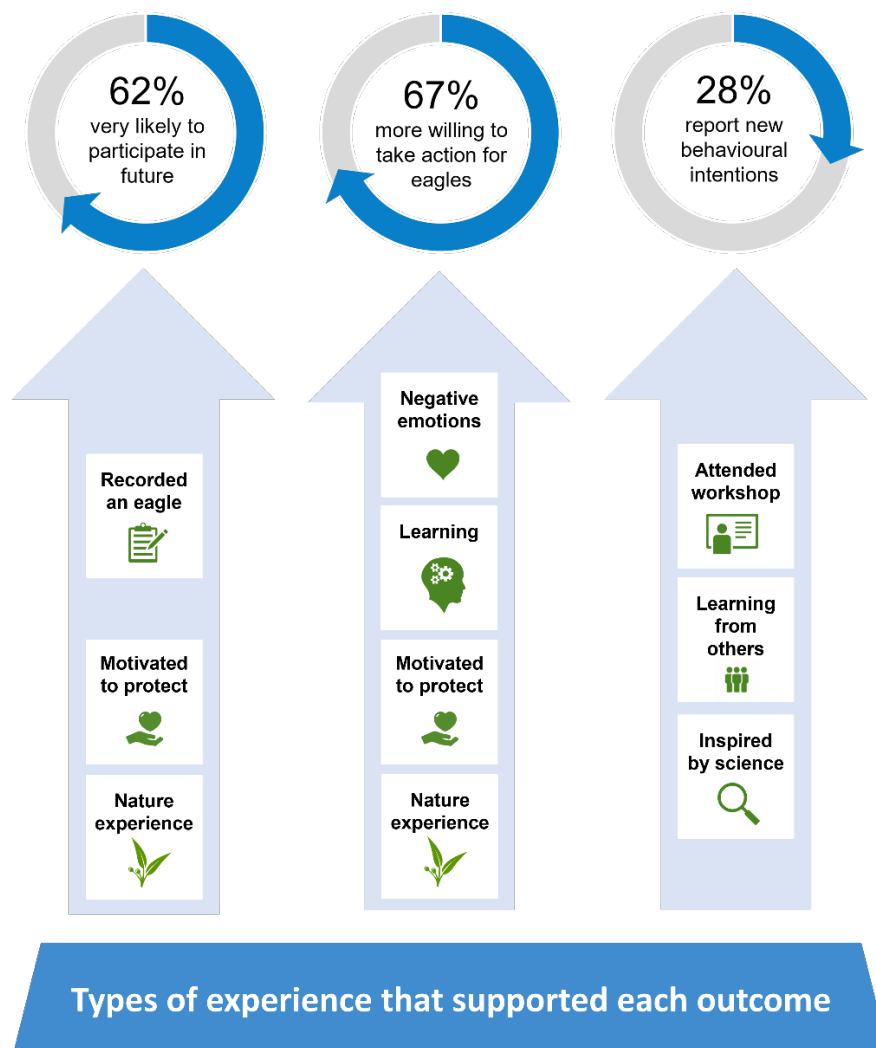 62%
very likely to
participate in
future
67%
more willing to
take action for
eagles
28%
report new
behavioural
intentions
Recorded
an eagle
Motivated
to protect
Nature
experience
Negative
emotions
Learning
Motivated
to protect
Nature
experience
Attended
workshop
Learning
from
others
Inspired
by science
Types of experience that supported each outcome